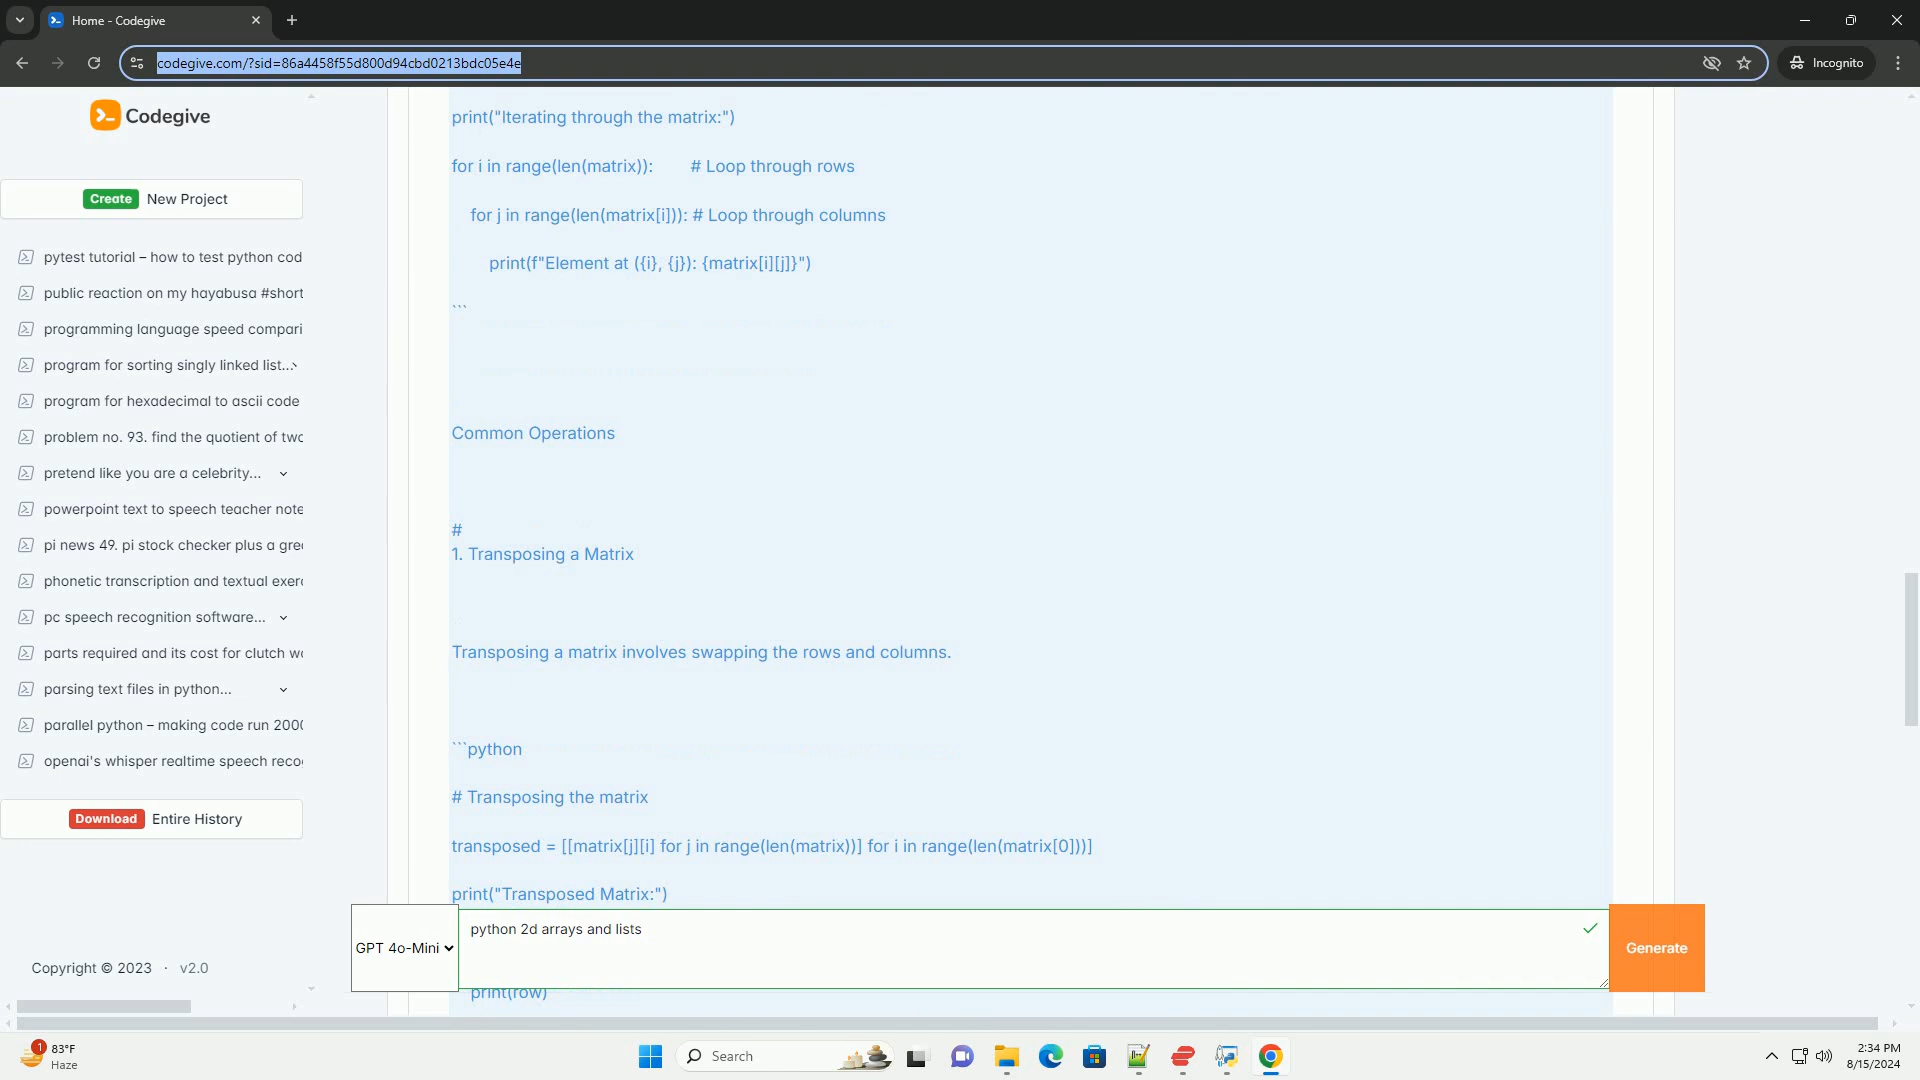 Home - Codegive
codegive.com/?sid=86a4458f55d800d94cbd0213bdc05e4e
Incognito
Codegive
Create New Project
pytest tutorial – how to test python cod
public reaction on my hayabusa #short
programming language speed compari
program for sorting singly linked list...
program for hexadecimal to ascii code
problem no. 93. find the quotient of two
pretend like you are a celebrity...
powerpoint text to speech teacher note
pi news 49. pi stock checker plus a gre
phonetic transcription and textual exer
pc speech recognition software...
parts required and its cost for clutch w
parsing text files in python...
parallel python – making code run 2000
openai's whisper realtime speech reco
Download Entire History
Copyright © 2023 · v2.0
print("Iterating through the matrix:")
for i in range(len(matrix)): # Loop through rows
for j in range(len(matrix[i])): # Loop through columns
print(f"Element at ({i}, {j}): {matrix[i][j]}")
```
Common Operations
#
1. Transposing a Matrix
Transposing a matrix involves swapping the rows and columns.
```python
# Transposing the matrix
transposed = [[matrix[j][i] for j in range(len(matrix))] for i in range(len(matrix[0]))]
print("Transposed Matrix:")
GPT 4o-Mini
python 2d arrays and lists
Generate
print(row)
1
83°F
Haze
Search
2:34 PM
8/15/2024